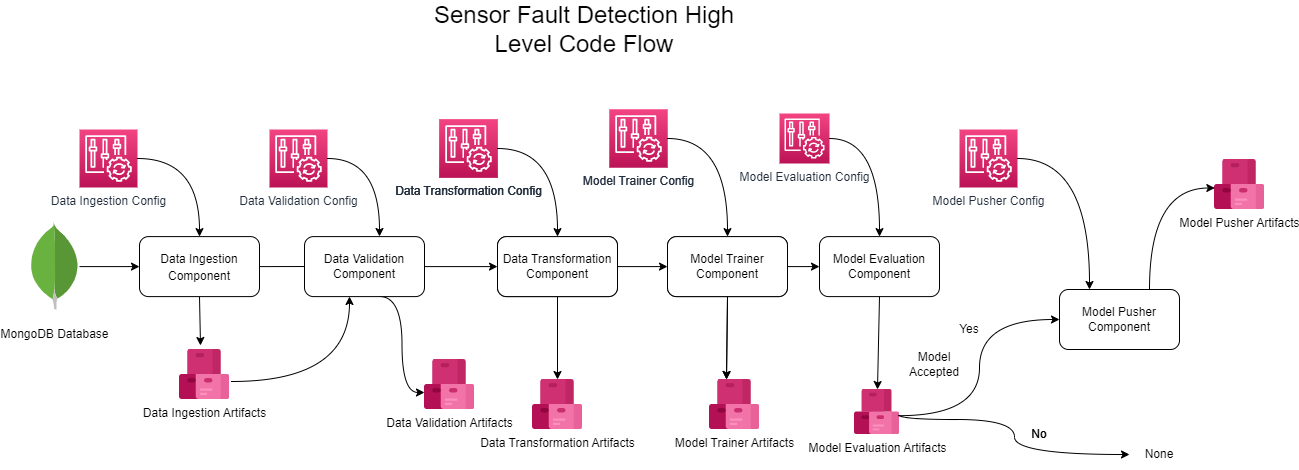 Sensor Fault Detection High
Level Code Flow
Data Ingestion Config
Data Validation Config
Data Transformation Config
Model Trainer Config
Model Evaluation Config
Model Pusher Config
Model Pusher Artifacts
Data Ingestion
Component
Data Validation
Component
Data Transformation
Component
Model Trainer
Component
Model Evaluation
Component
Model Pusher
Component
MongoDB Database
Yes
Model
Accepted
Data Ingestion Artifacts
Data Validation Artifacts
Data Transformation Artifacts
Model Trainer Artifacts
Model Evaluation Artifacts
No
None